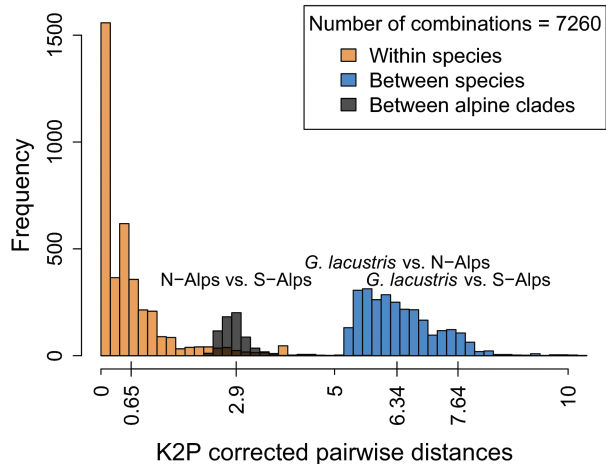 Number of combinations = 7260
Within species
Between species
Between alpine clades
Frequency
1500
1000
500
0
G. lacustris vs. N−Alps
N−Alps vs. S−Alps
G. lacustris vs. S−Alps
0
0.65
2.9
5
6.34
7.64
10
K2P corrected pairwise distances